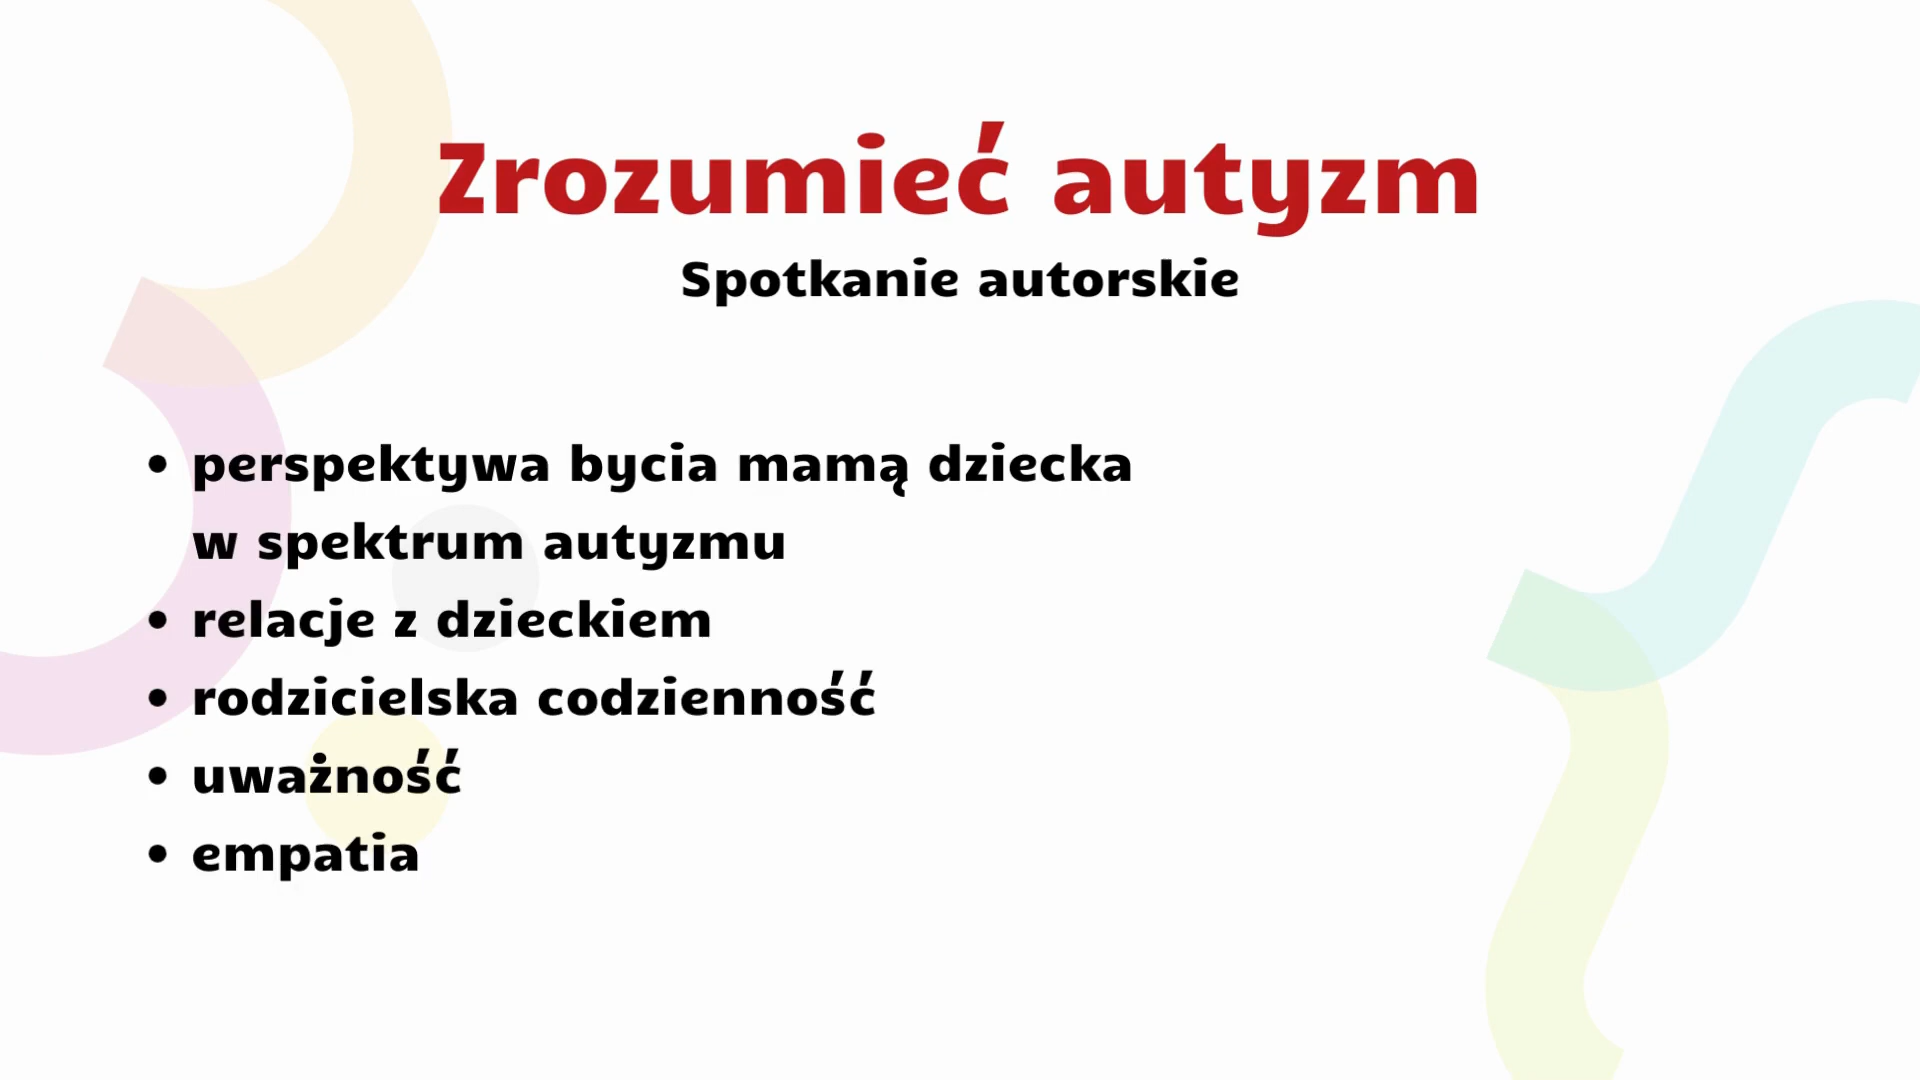 Zrozumieć autyzm
Spotkanie autorskie
• perspektywa bycia mamą dziecka
w spektrum autyzmu
• relacje z dzieckiem
• rodzicielska codzienność
• uważność
• empatia